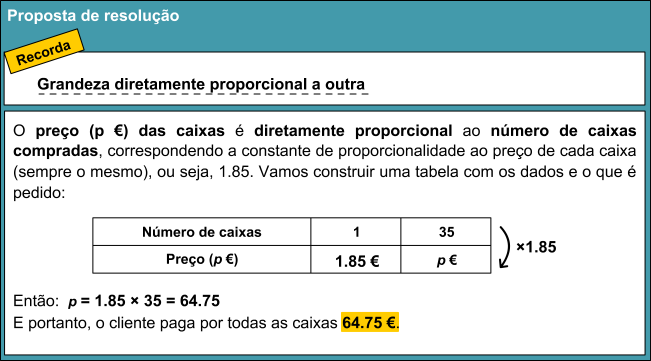 Proposta de resolução
Recorda
Grandeza diretamente proporcional a outra
O preço (p €) das caixas é diretamente proporcional ao número de caixas
compradas, correspondendo a constante de proporcionalidade ao preço de cada caixa
(sempre o mesmo), ou seja, 1.85. Vamos construir uma tabela com os dados e o que é
pedido:
Número de caixas 1 35
Preço (p €) 1.85 € p €
×1.85
Então: p = 1.85 × 35 = 64.75
E portanto, o cliente paga por todas as caixas 64.75 €.